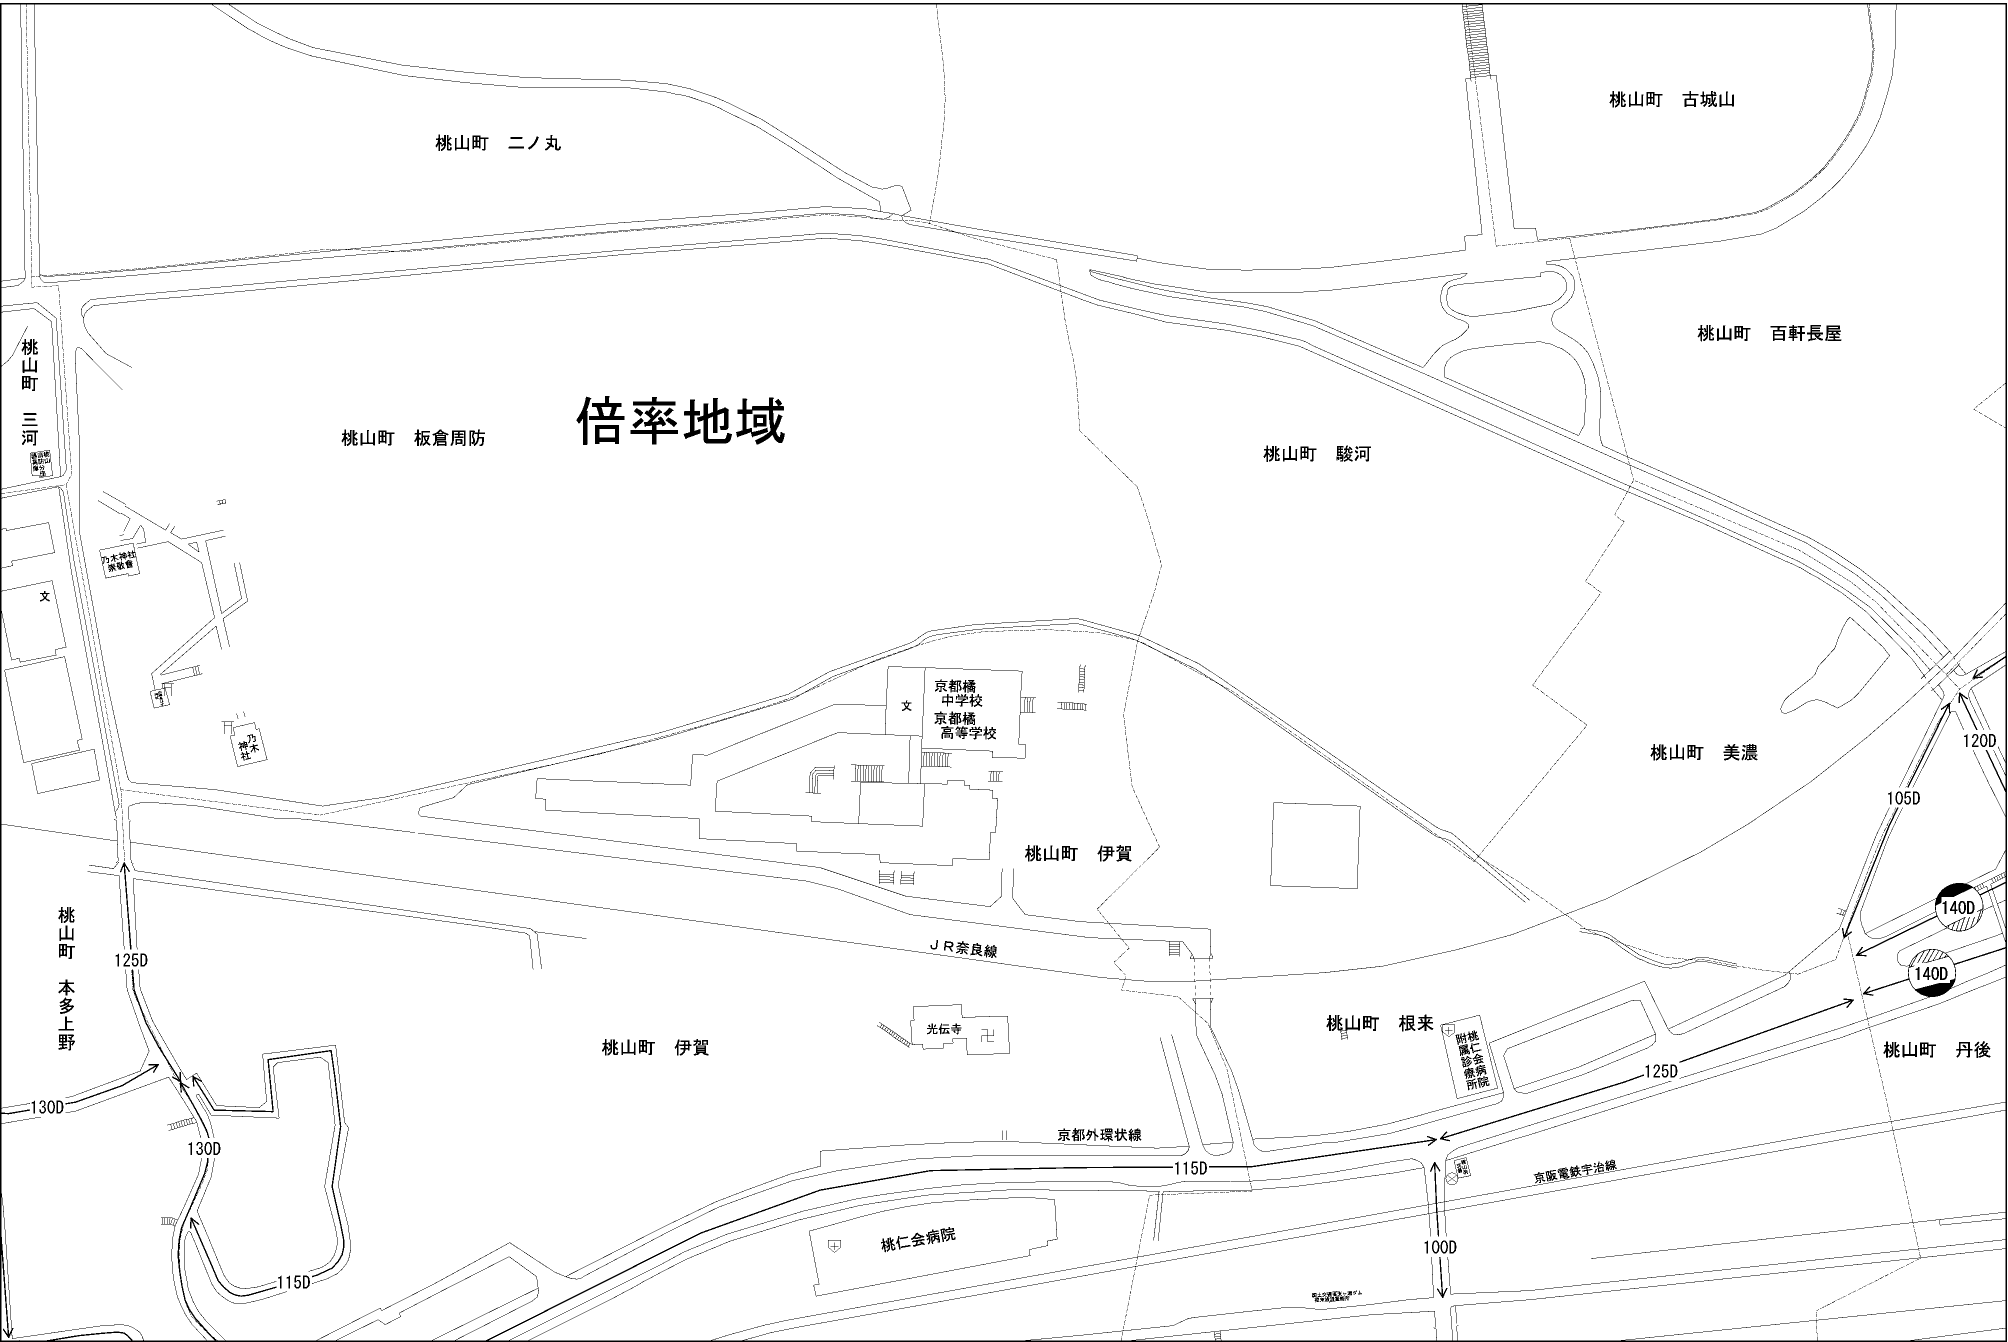 桃山町　古城山
桃山町　二ノ丸
桃山町　百軒長屋
桃山町　三河
倍率地域
桃山町　板倉周防
桃山町　駿河
乃木神社
崇敬會
文
京都橘
中学校
京都橘
高等学校
文
乃木
神社
120D
桃山町　美濃
105D
桃山町　伊賀
140D
桃山町　本多上野
125D
JR奈良線
140D
光伝寺
桃山町　根来
桃仁会病院
附属診療所
桃山町　伊賀
桃山町　丹後
125D
130D
130D
京都外環状線
115D
京阪電鉄宇治線
桃仁会病院
100D
115D